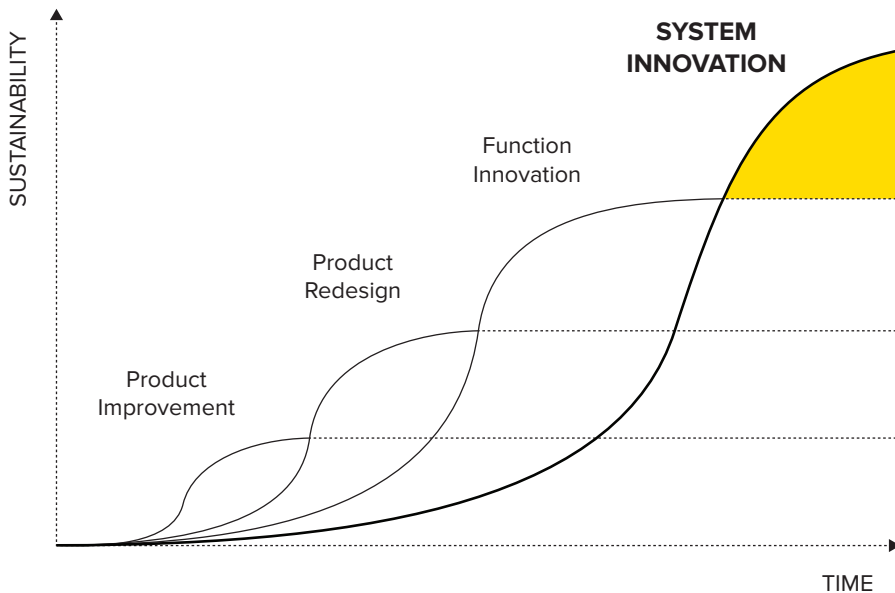 SUSTAINABILITY
SYSTEM
INNOVATION
Function
Innovation
Product
Redesign
Product
Improvement
TIME